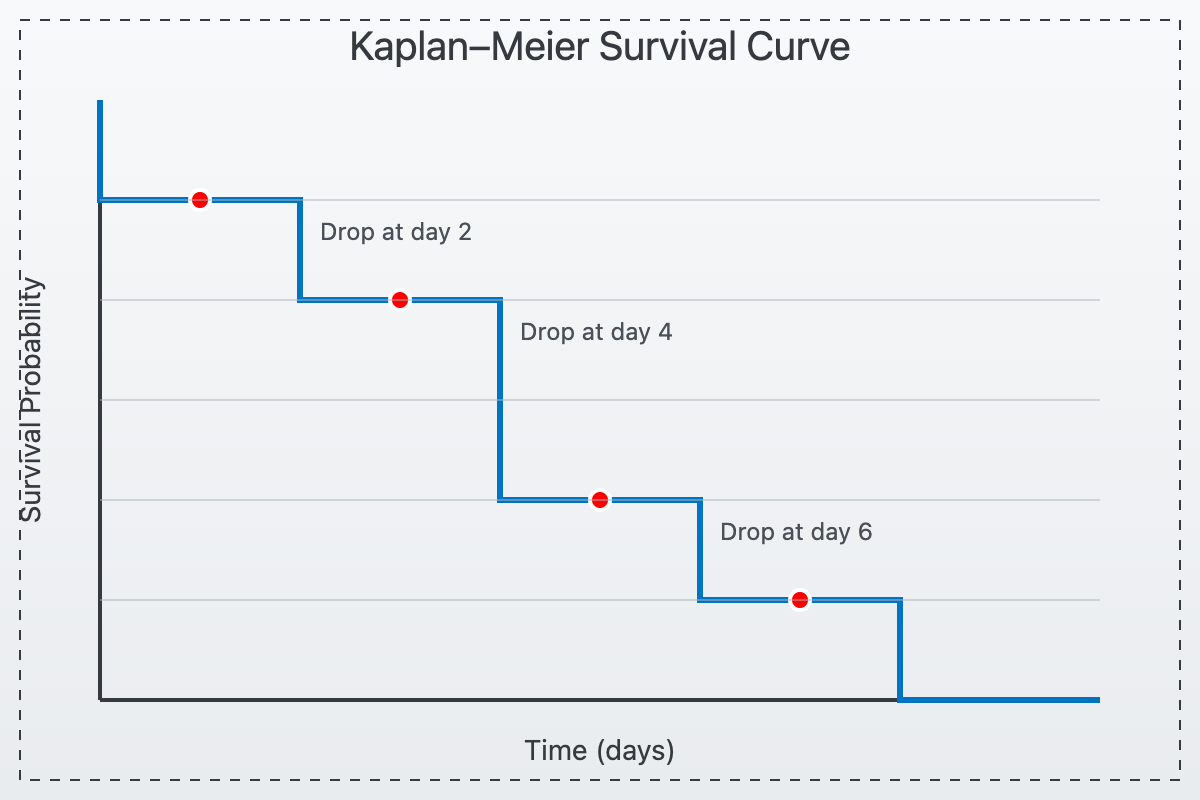 Kaplan–Meier Survival Curve
Drop at day 2
Drop at day 4
Drop at day 6
Survival Probability
Time (days)